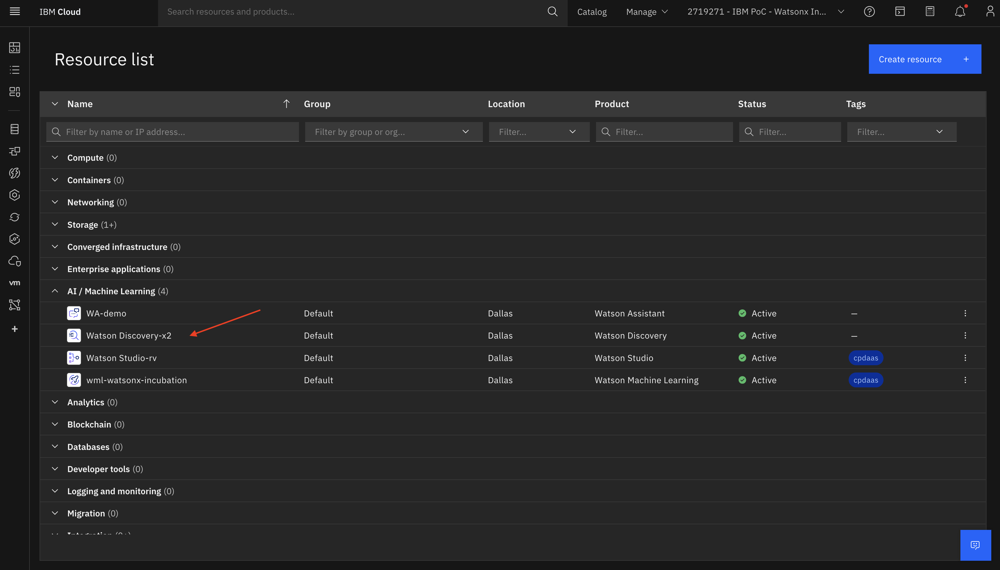 IBM Cloud
Search resources and products...
Catalog
Manage
2719271 - IBM PoC - Watsonx In...
Resource list
Create resource +
Name
Group
Location
Product
Status
Tags
Filter by name or IP address...
Filter by group or org...
Filter...
Filter...
Filter...
Filter...
Compute (0)
Containers (0)
Networking (0)
Storage (1+)
Converged infrastructure (0)
Enterprise applications (0)
AI / Machine Learning (4)
WA-demo Default Dallas Watson Assistant Active –
Watson Discovery-x2 Default Dallas Watson Discovery Active –
Watson Studio-rv Default Dallas Watson Studio Active cpdaas
wml-watsonx-incubation Default Dallas Watson Machine Learning Active cpdaas
vm
Analytics (0)
Blockchain (0)
Databases (0)
Developer tools (0)
Logging and monitoring (0)
Migration (0)
Integration